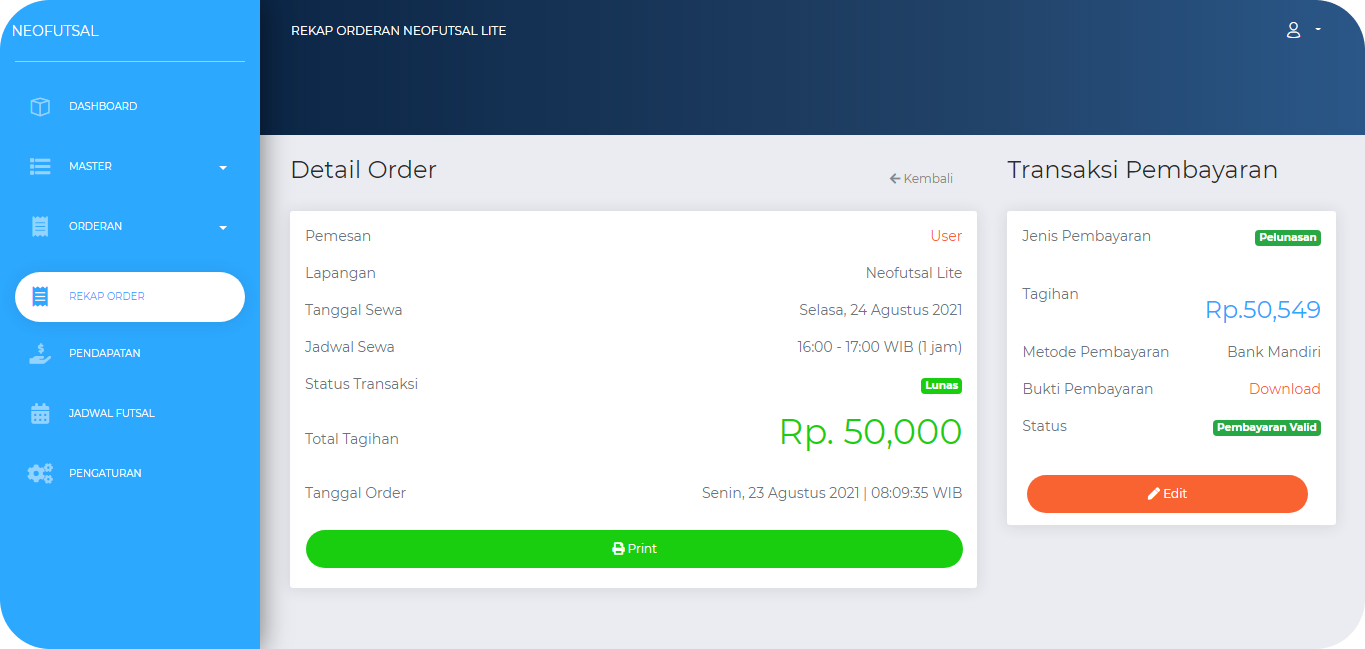 NEOFUTSAL
DASHBOARD
MASTER
ORDERAN
REKAP ORDER
PENDAPATAN
JADWAL FUTSAL
PENGATURAN
REKAP ORDERAN NEOFUTSAL LITE
Detail Order
Kembali
Pemesan User
Lapangan Neofutsal Lite
Tanggal Sewa Selasa, 24 Agustus 2021
Jadwal Sewa 16:00 - 17:00 WIB (1 jam)
Status Transaksi Lunas
Total Tagihan Rp. 50,000
Tanggal Order Senin, 23 Agustus 2021 | 08:09:35 WIB
Print
Transaksi Pembayaran
Jenis Pembayaran Pelunasan
Tagihan Rp.50,549
Metode Pembayaran Bank Mandiri
Bukti Pembayaran Download
Status Pembayaran Valid
Edit